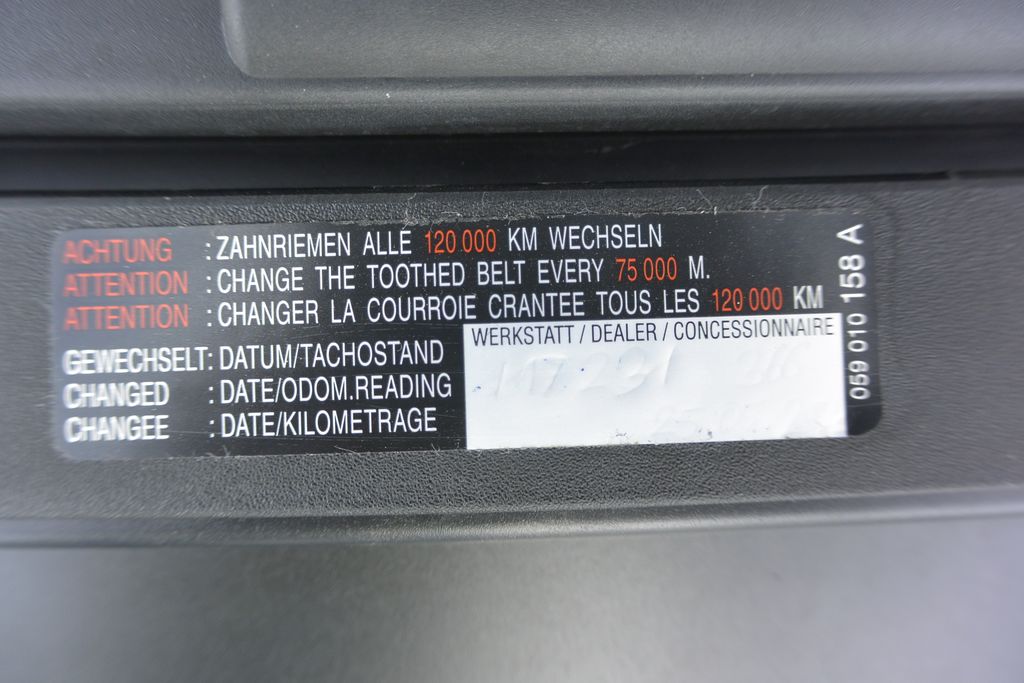 ACHTUNG : ZAHNRIEMEN ALLE 120 000 KM WECHSELN
ATTENTION : CHANGE THE TOOTHED BELT EVERY 75 000 M.
ATTENTION : CHANGER LA COURROIE CRANTEE TOUS LES 120 000 KM
WERKSTATT / DEALER / CONCESSIONNAIRE
GEWECHSELT: DATUM/TACHOSTAND
CHANGED : DATE/ODOM.READING
CHANGEE : DATE/KILOMETRAGE
059 010 158 A